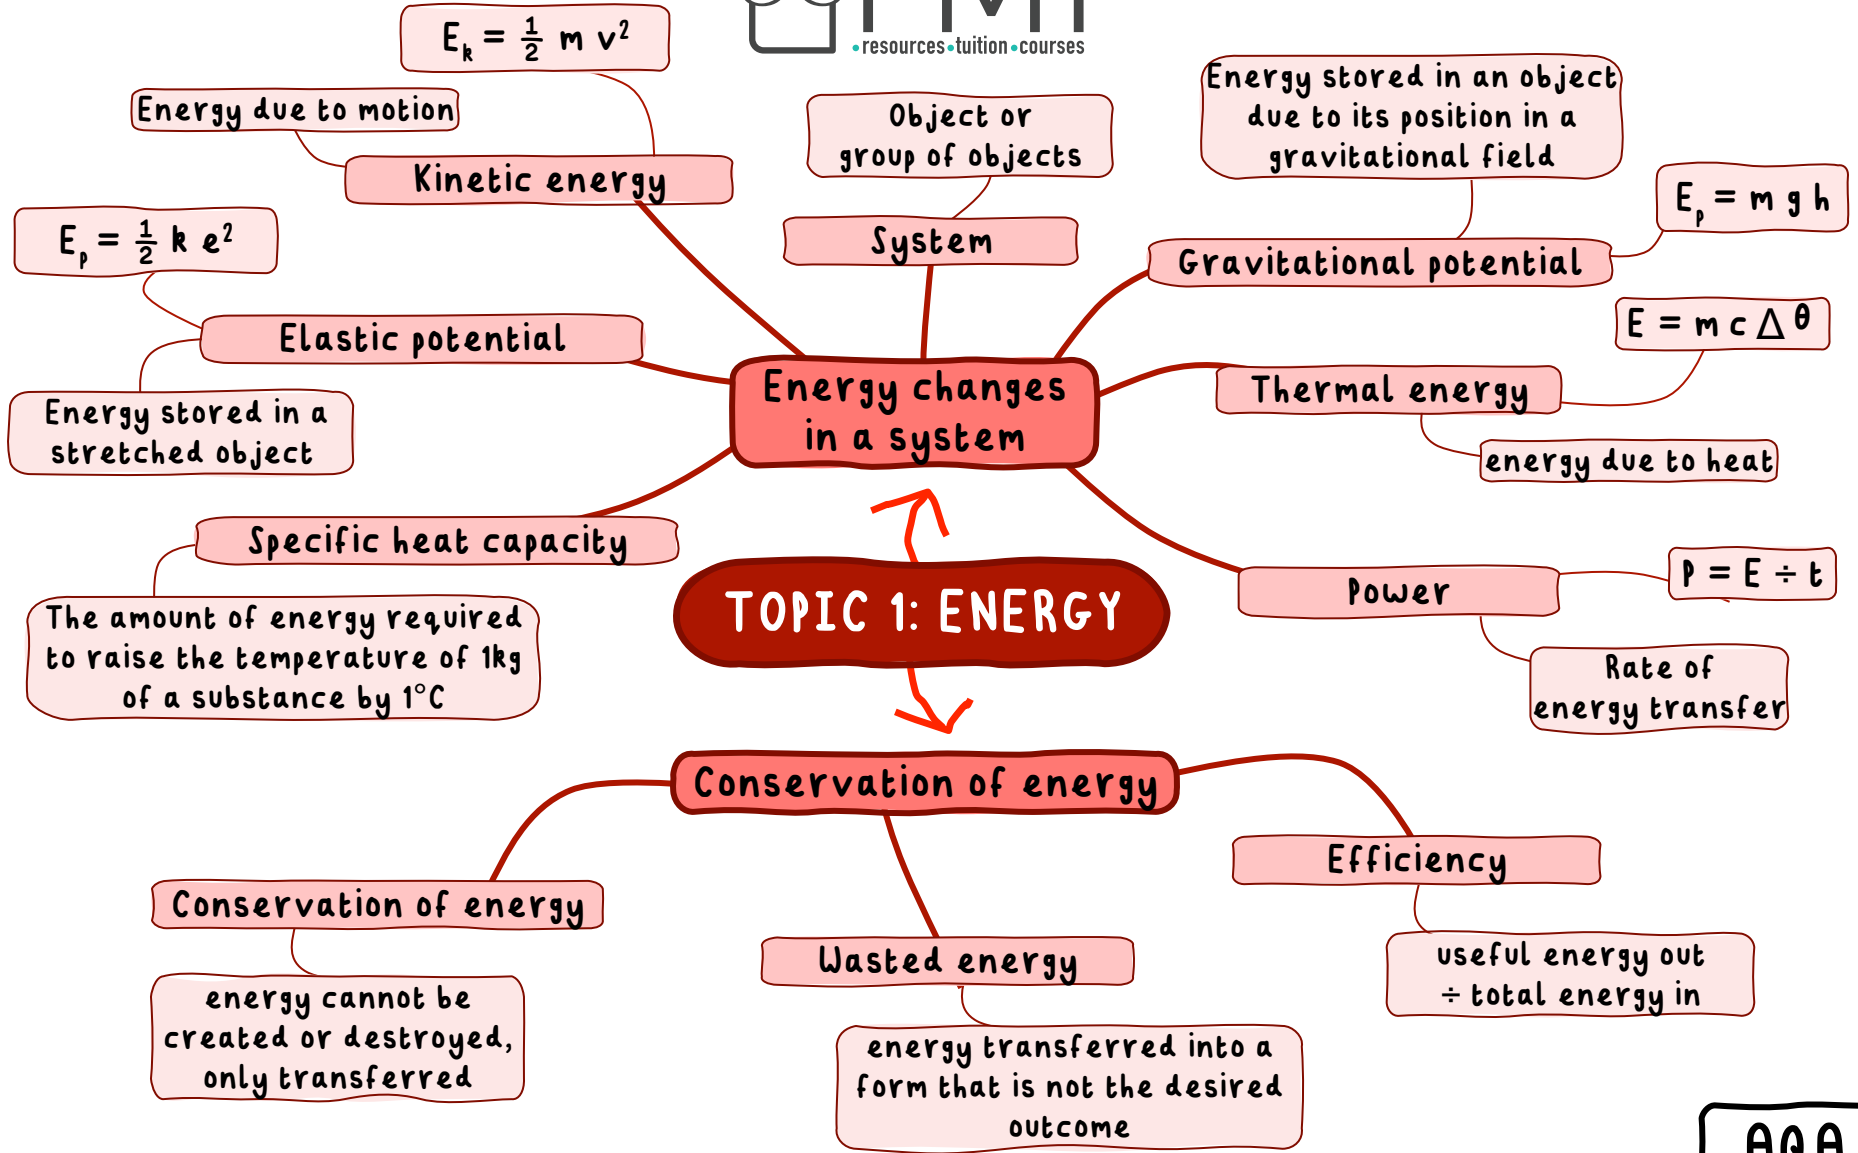 •resources•tuition•courses
E_k = ½ m v²
Energy due to motion
Kinetic energy
Object or
group of objects
System
Energy stored in an object
due to its position in a
gravitational field
E_p = m g h
Gravitational potential
E_p = ½ k e²
Elastic potential
Energy stored in a
stretched object
E = m c Δ θ
Thermal energy
energy due to heat
Energy changes
in a system
Specific heat capacity
The amount of energy required
to raise the temperature of 1kg
of a substance by 1°C
P = E ÷ t
Power
Rate of
energy transfer
TOPIC 1: ENERGY
Conservation of energy
Conservation of energy
energy cannot be
created or destroyed,
only transferred
Wasted energy
energy transferred into a
form that is not the desired
outcome
Efficiency
useful energy out
÷ total energy in
AQA